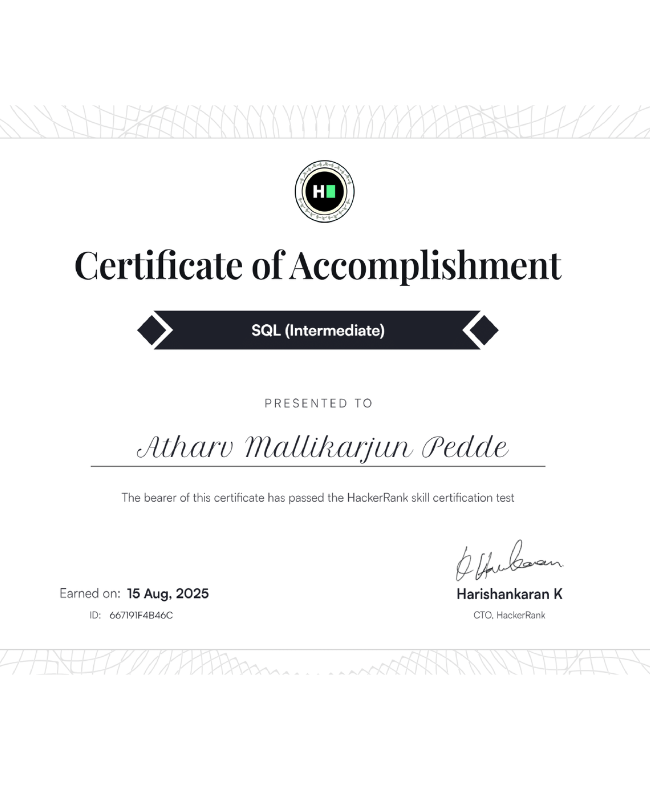 H
Certificate of Accomplishment
SQL (Intermediate)
PRESENTED TO
Atharv Mallikarjun Pedde
The bearer of this certificate has passed the HackerRank skill certification test
Earned on: 15 Aug, 2025
ID: 667191F4B46C
Harishankaran K
CTO, HackerRank